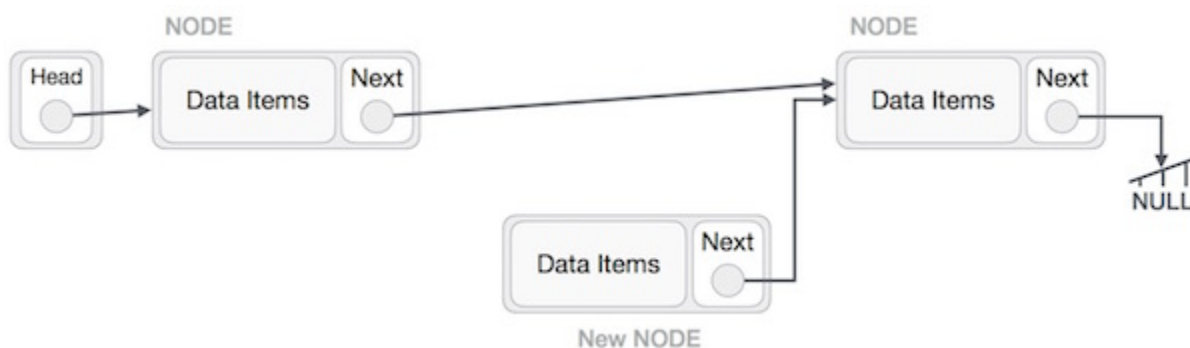 NODE
NODE
Head
Data Items
Next
Data Items
Next
NULL
Data Items
Next
New NODE